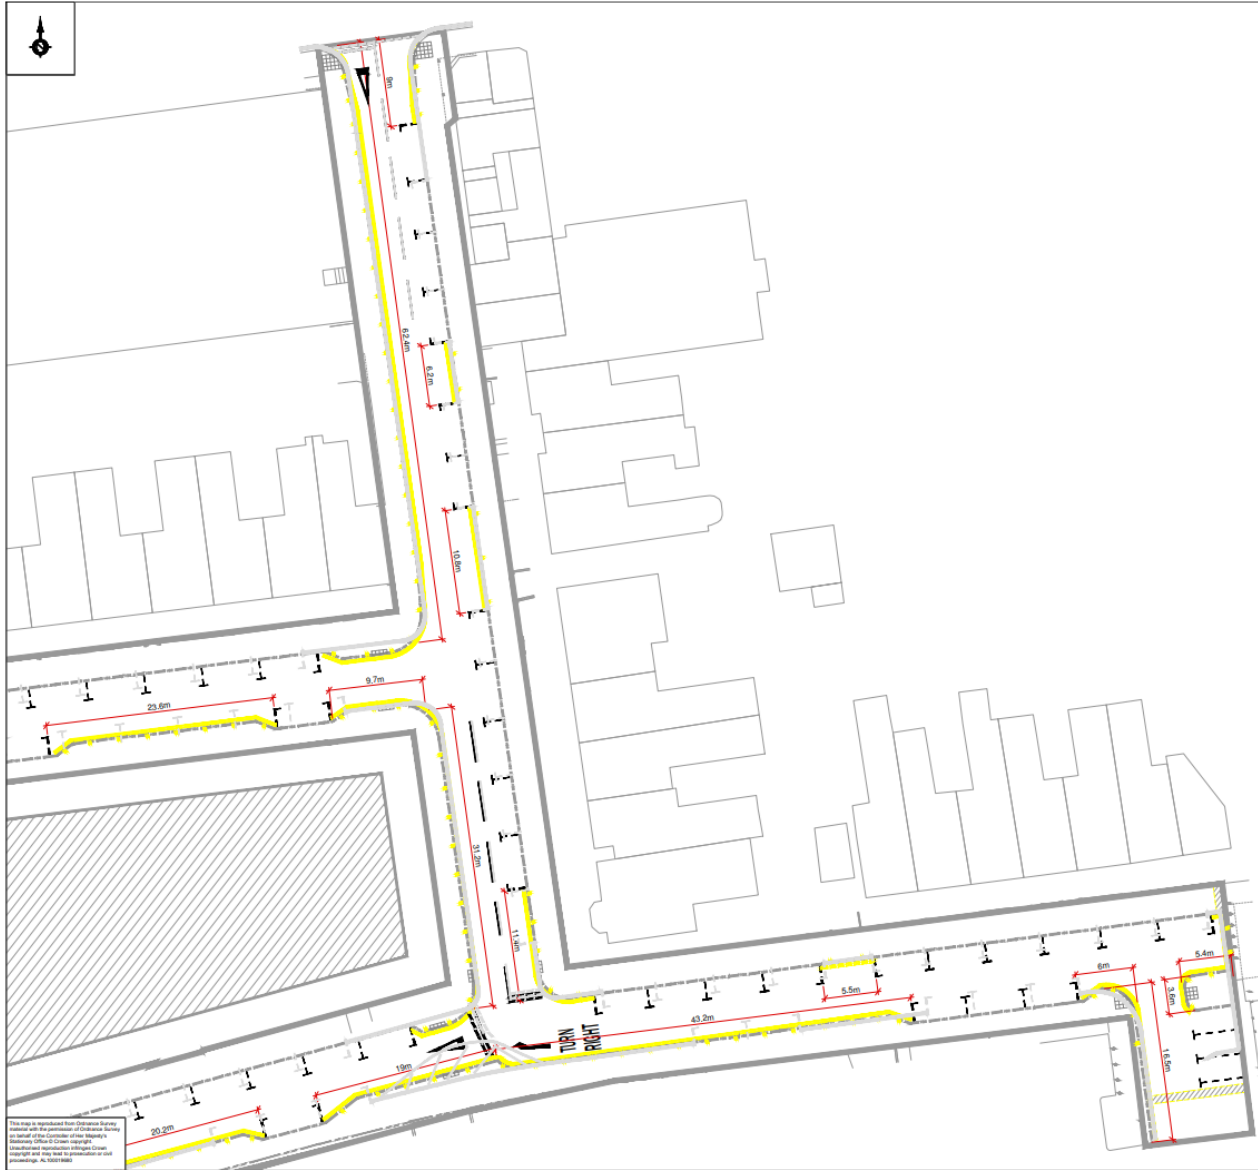 9m
62.4m
6.2m
10.8m
9.7m
23.6m
31.2m
11.4m
5.5m
6m
5.4m
3.6m
43.2m
TURN
RIGHT
16.5m
19m
20.2m
This map is reproduced from Ordnance Survey
material with the permission of Ordnance Survey
on behalf of the Controller of Her Majesty's
Stationery Office © Crown copyright.
Unauthorised reproduction infringes Crown
copyright and may lead to prosecution or civil
proceedings. AL100019680